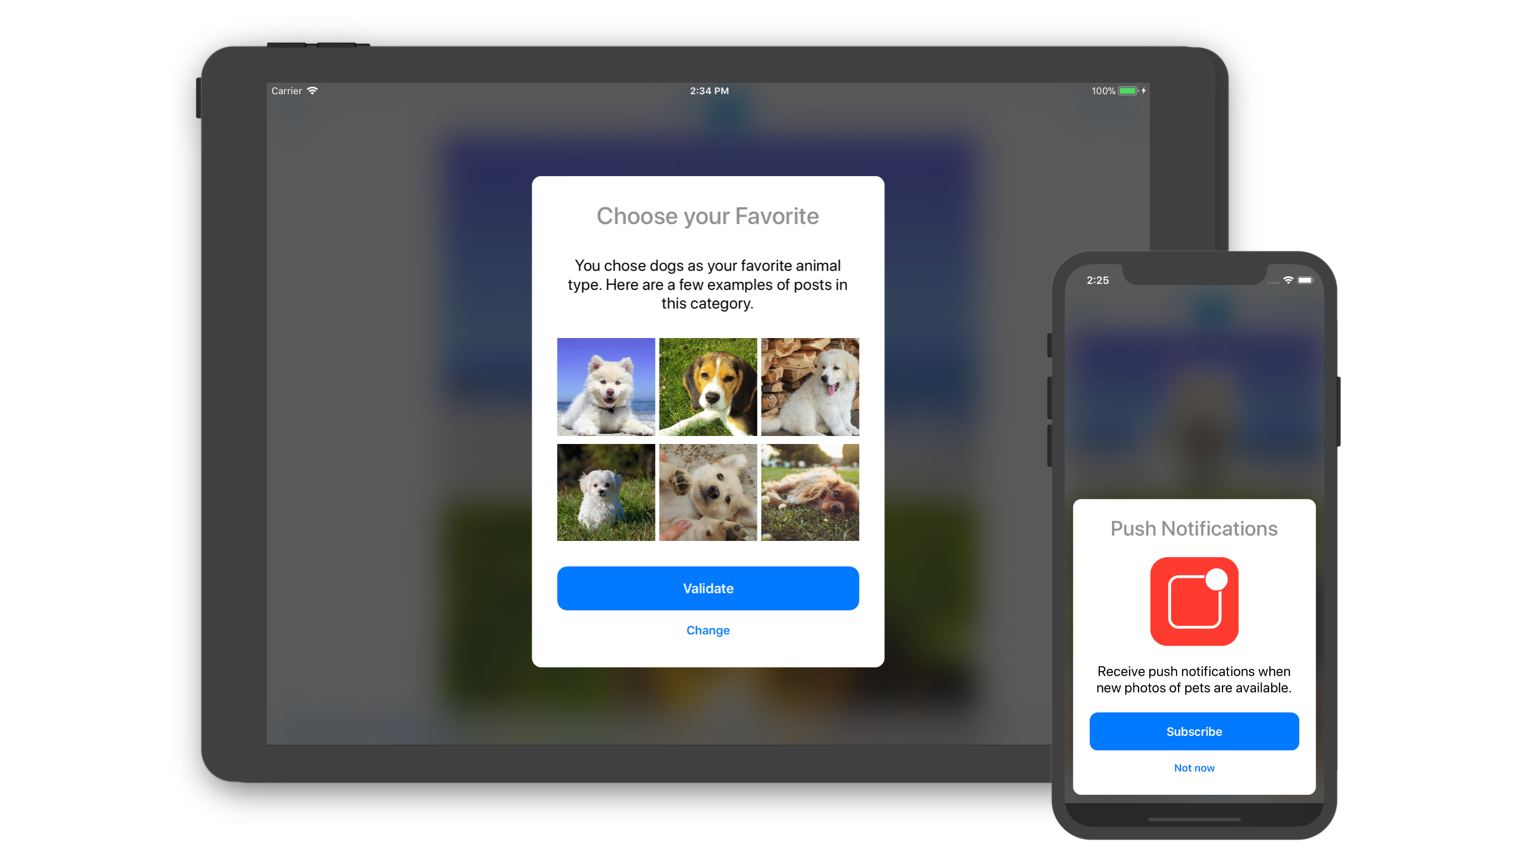 Carrier
2:34 PM
100%
Choose your Favorite
You chose dogs as your favorite animal
type. Here are a few examples of posts in
this category.
Validate
Change
2:25
Push Notifications
Receive push notifications when
new photos of pets are available.
Subscribe
Not now